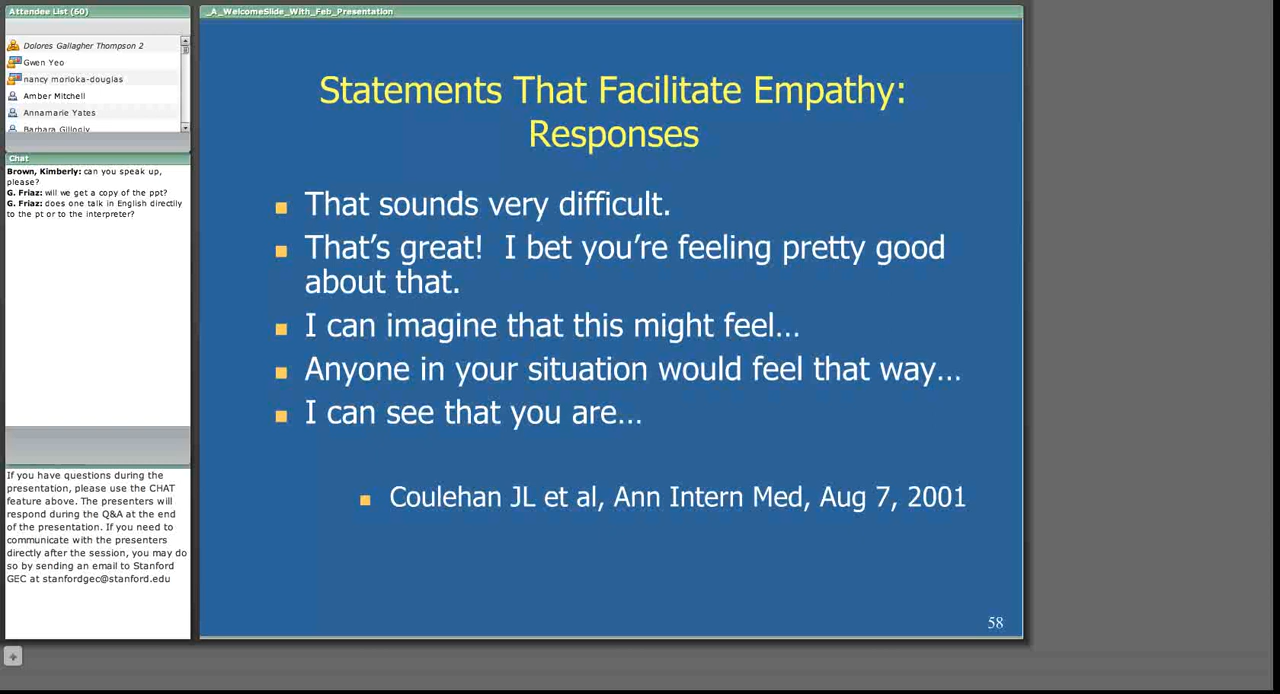 Attendee List (60)
Dolores Gallagher Thompson 2
Gwen Yeo
nancy morioka-douglas
Amber Mitchell
Annamarie Yates
Barbara Gillogly
Chat
Brown, Kimberly: can you speak up,
please?
G. Friaz: will we get a copy of the ppt?
G. Friaz: does one talk in English directlly
to the pt or to the interpreter?
If you have questions during the
presentation, please use the CHAT
feature above. The presenters will
respond during the Q&A at the end
of the presentation. If you need to
communicate with the presenters
directly after the session, you may do
so by sending an email to Stanford
GEC at stanfordgec@stanford.edu
_A_WelcomeSlide_With_Feb_Presentation
Statements That Facilitate Empathy:
Responses
That sounds very difficult.
That's great!  I bet you're feeling pretty good
about that.
I can imagine that this might feel…
Anyone in your situation would feel that way…
I can see that you are…
Coulehan JL et al, Ann Intern Med, Aug 7, 2001
58